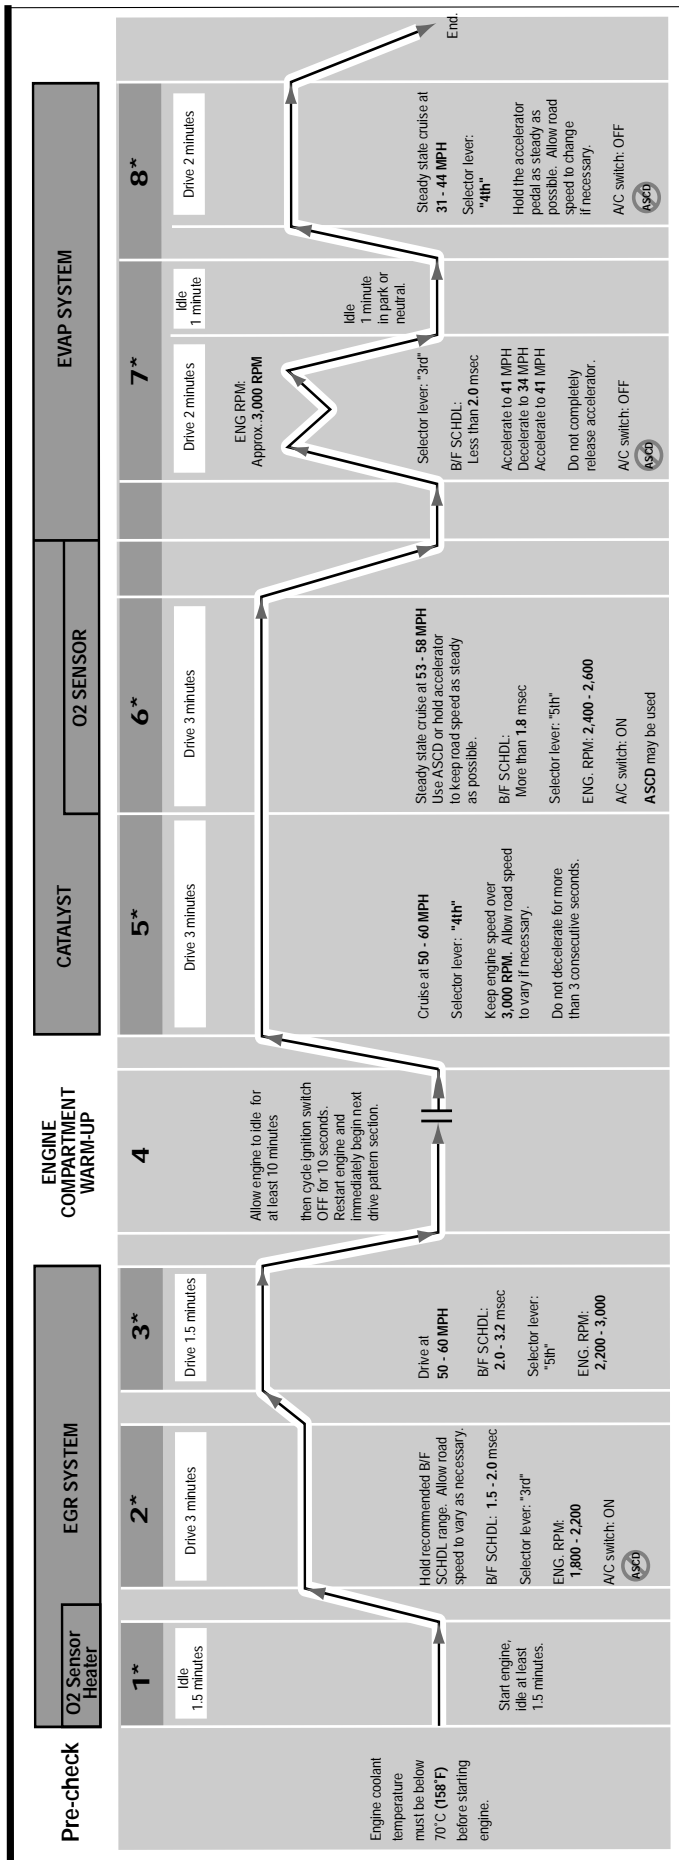 Pre-check
Engine coolant
temperature
must be below
70˚C (158˚F)
before starting
engine.
EGR SYSTEM
O2 Sensor
Heater
1*
Idle
1.5 minutes
Start engine,
idle at least
1.5 minutes.
2*
Drive 3 minutes
Hold recommended B/F
SCHDL range. Allow road
speed to vary as necessary.
B/F SCHDL: 1.5 - 2.0 msec
Selector lever: "3rd"
ENG. RPM:
1,800 - 2,200
A/C switch: ON
ASCD
3*
Drive 1.5 minutes
Drive at
50 - 60 MPH
B/F SCHDL:
2.0 - 3.2 msec
Selector lever:
"5th"
ENG. RPM:
2,200 - 3,000
ENGINE
COMPARTMENT
WARM-UP
4
Allow engine to idle for
at least 10 minutes
then cycle ignition switch
OFF for 10 seconds.
Restart engine and
immediately begin next
drive pattern section.
CATALYST
5*
Drive 3 minutes
Cruise at 50 - 60 MPH
Selector lever: "4th"
Keep engine speed over
3,000 RPM. Allow road speed
to vary if necessary.
Do not decelerate for more
than 3 consecutive seconds.
O2 SENSOR
6*
Drive 3 minutes
Steady state cruise at 53 - 58 MPH
Use ASCD or hold accelerator
to keep road speed as steady
as possible.
B/F SCHDL:
More than 1.8 msec
Selector lever: "5th"
ENG. RPM: 2,400 - 2,600
A/C switch: ON
ASCD may be used
EVAP SYSTEM
7*
Drive 2 minutes
ENG RPM:
Approx. 3,000 RPM
Selector lever: "3rd"
B/F SCHDL:
Less than 2.0 msec
Accelerate to 41 MPH
Decelerate to 34 MPH
Accelerate to 41 MPH
Do not completely
release accelerator.
A/C switch: OFF
ASCD
Idle
1 minute
Idle
1 minute
in park or
neutral.
8*
Drive 2 minutes
Steady state cruise at
31 - 44 MPH
Selector lever:
"4th"
Hold the accelerator
pedal as steady as
possible. Allow road
speed to change
if necessary.
A/C switch: OFF
ASCD
End.